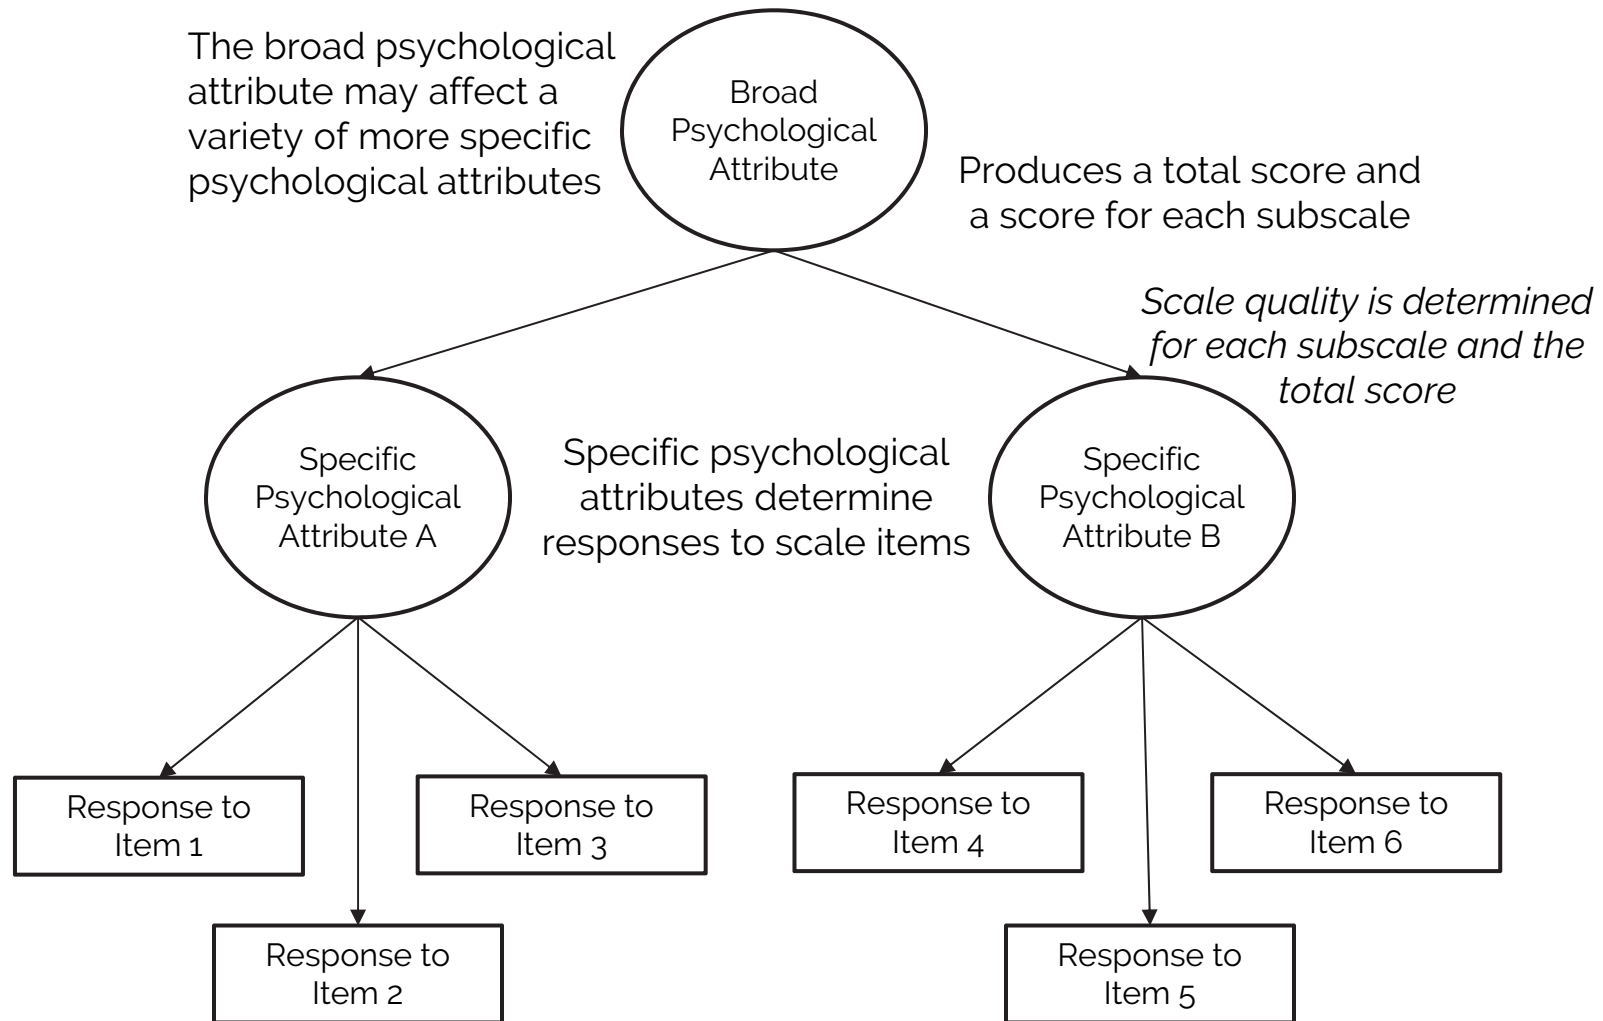 The broad psychological
attribute may affect a
variety of more specific
psychological attributes
Broad
Psychological
Attribute
Produces a total score and
a score for each subscale
Scale quality is determined
for each subscale and the
total score
Specific
Psychological
Attribute A
Specific psychological
attributes determine
responses to scale items
Specific
Psychological
Attribute B
Response to
Item 1
Response to
Item 3
Response to
Item 4
Response to
Item 6
Response to
Item 2
Response to
Item 5